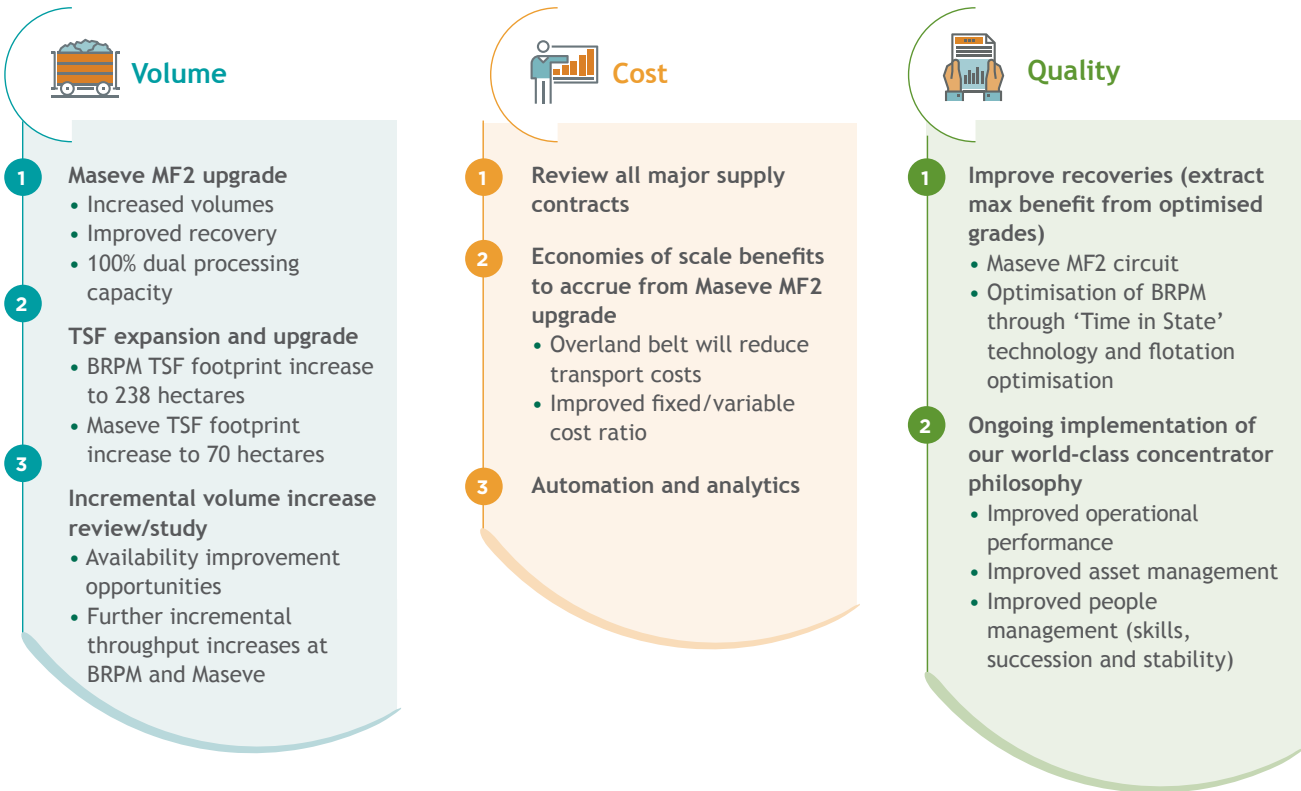 Volume
1
Maseve MF2 upgrade
• Increased volumes
• Improved recovery
• 100% dual processing
capacity
2
TSF expansion and upgrade
• BRPM TSF footprint increase
to 238 hectares
• Maseve TSF footprint
increase to 70 hectares
3
Incremental volume increase
review/study
• Availability improvement
opportunities
• Further incremental
throughput increases at
BRPM and Maseve
Cost
1
Review all major supply
contracts
2
Economies of scale benefits
to accrue from Maseve MF2
upgrade
• Overland belt will reduce
transport costs
• Improved fixed/variable
cost ratio
3
Automation and analytics
Quality
1
Improve recoveries (extract
max benefit from optimised
grades)
• Maseve MF2 circuit
• Optimisation of BRPM
through ‘Time in State’
technology and flotation
optimisation
2
Ongoing implementation of
our world-class concentrator
philosophy
• Improved operational
performance
• Improved asset management
• Improved people
management (skills,
succession and stability)